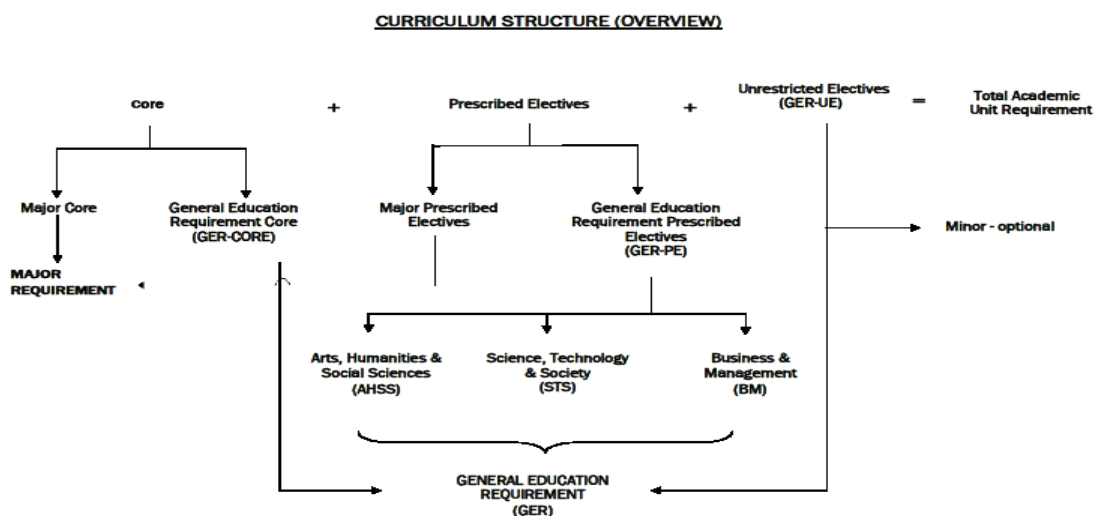 CURRICULUM STRUCTURE (OVERVIEW)
Core + Prescribed Electives + Unrestricted Electives
(GER-UE) = Total Academic
Unit Requirement
Major Core
General Education
Requirement Core
(GER-CORE)
Major Prescribed
Electives
General Education
Requirement Prescribed
Electives
(GER-PE)
Minor - optional
MAJOR
REQUIREMENT
Arts, Humanities &
Social Sciences
(AHSS)
Science, Technology
& Society
(STS)
Business &
Management
(BM)
GENERAL EDUCATION
REQUIREMENT
(GER)